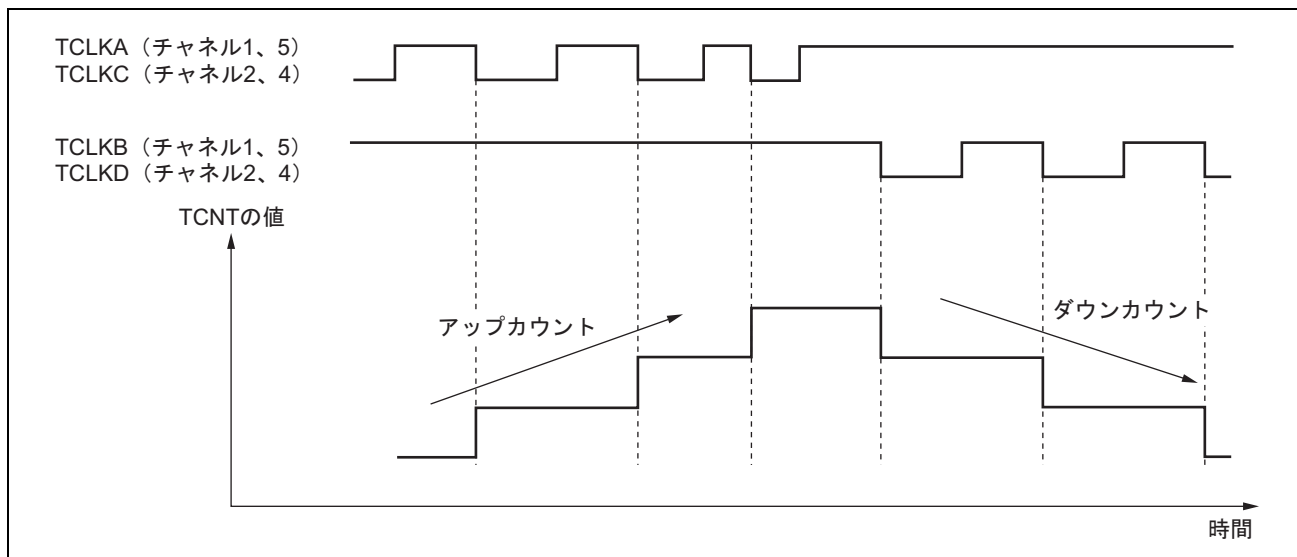 TCLKA（チャネル1、5）
TCLKC（チャネル2、4）
TCLKB（チャネル1、5）
TCLKD（チャネル2、4）
TCNTの値
アップカウント
ダウンカウント
時間